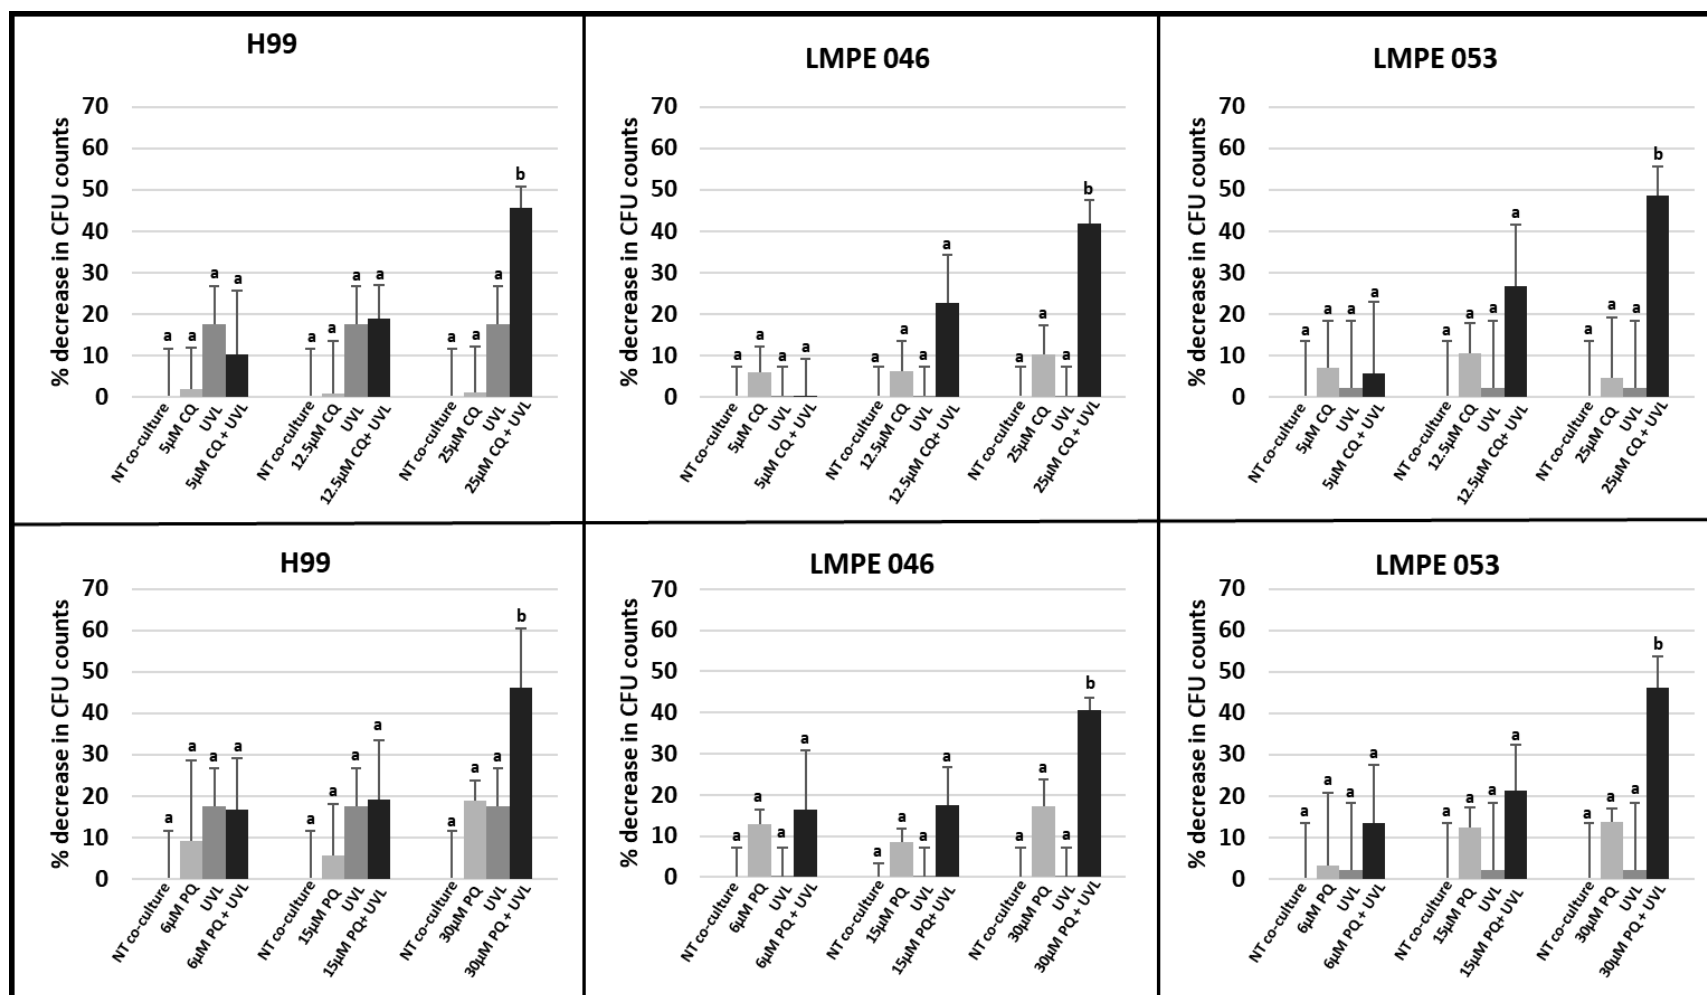 H99
% decrease in CFU counts
70
60
50
40
30
20
10
0
a
a
a
a
a
a
a
a
a
a
a
b
NT co-culture
5µM CQ
UVL
5µM CQ + UVL
NT co-culture
12.5µM CQ
UVL
12.5µM CQ+ UVL
NT co-culture
25µM CQ
UVL
25µM CQ + UVL
LMPE 046
% decrease in CFU counts
70
60
50
40
30
20
10
0
a
a
a
a
a
a
a
a
a
a
a
b
NT co-culture
5µM CQ
UVL
5µM CQ + UVL
NT co-culture
12.5µM CQ
UVL
12.5µM CQ+ UVL
NT co-culture
25µM CQ
UVL
25µM CQ + UVL
LMPE 053
% decrease in CFU counts
70
60
50
40
30
20
10
0
a
a
a
a
a
a
a
a
a
a
a
b
NT co-culture
5µM CQ
UVL
5µM CQ + UVL
NT co-culture
12.5µM CQ
UVL
12.5µM CQ+ UVL
NT co-culture
25µM CQ
UVL
25µM CQ + UVL
H99
% decrease in CFU counts
70
60
50
40
30
20
10
0
a
a
a
a
a
a
a
a
a
a
a
b
NT co-culture
6µM PQ
UVL
6µM PQ + UVL
NT co-culture
15µM PQ
UVL
15µM PQ+ UVL
NT co-culture
30µM PQ
UVL
30µM PQ + UVL
LMPE 046
% decrease in CFU counts
70
60
50
40
30
20
10
0
a
a
a
a
a
a
a
a
a
a
a
b
NT co-culture
6µM PQ
UVL
6µM PQ + UVL
NT co-culture
15µM PQ
UVL
15µM PQ+ UVL
NT co-culture
30µM PQ
UVL
30µM PQ + UVL
LMPE 053
% decrease in CFU counts
70
60
50
40
30
20
10
0
a
a
a
a
a
a
a
a
a
a
a
b
NT co-culture
6µM PQ
UVL
6µM PQ + UVL
NT co-culture
15µM PQ
UVL
15µM PQ+ UVL
NT co-culture
30µM PQ
UVL
30µM PQ + UVL